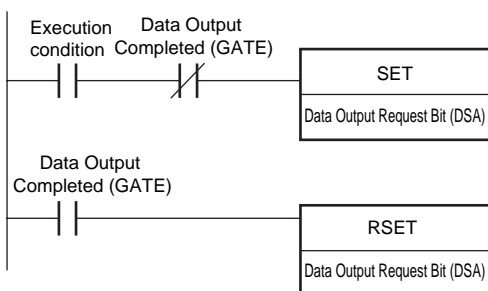 Execution condition
Data Output Completed (GATE)
SET
Data Output Request Bit (DSA)
Data Output
Completed (GATE)
RSET
Data Output Request Bit (DSA)